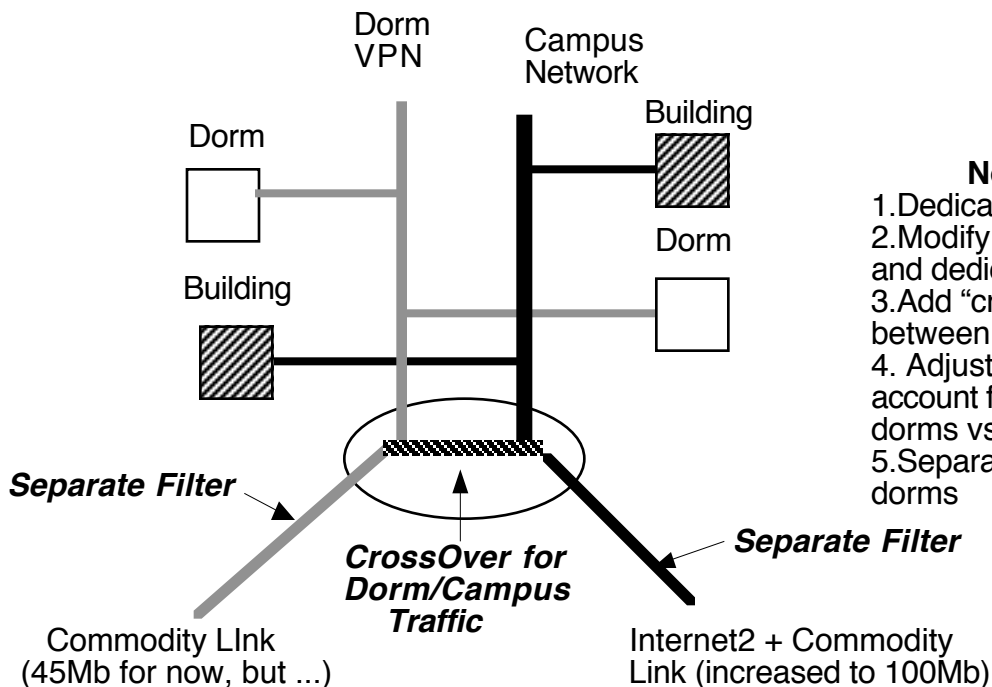 Dorm
VPN
Campus
Network
Dorm
Building
Building
Dorm
1.Dedica
2.Modify
and dedic
3.Add “cr
between
4. Adjust
account f
dorms vs
5.Separa
dorms
Separate Filter
CrossOver for
Dorm/Campus
Traffic
Separate Filter
Commodity LInk
(45Mb for now, but ...)
Internet2 + Commodity
Link (increased to 100Mb)